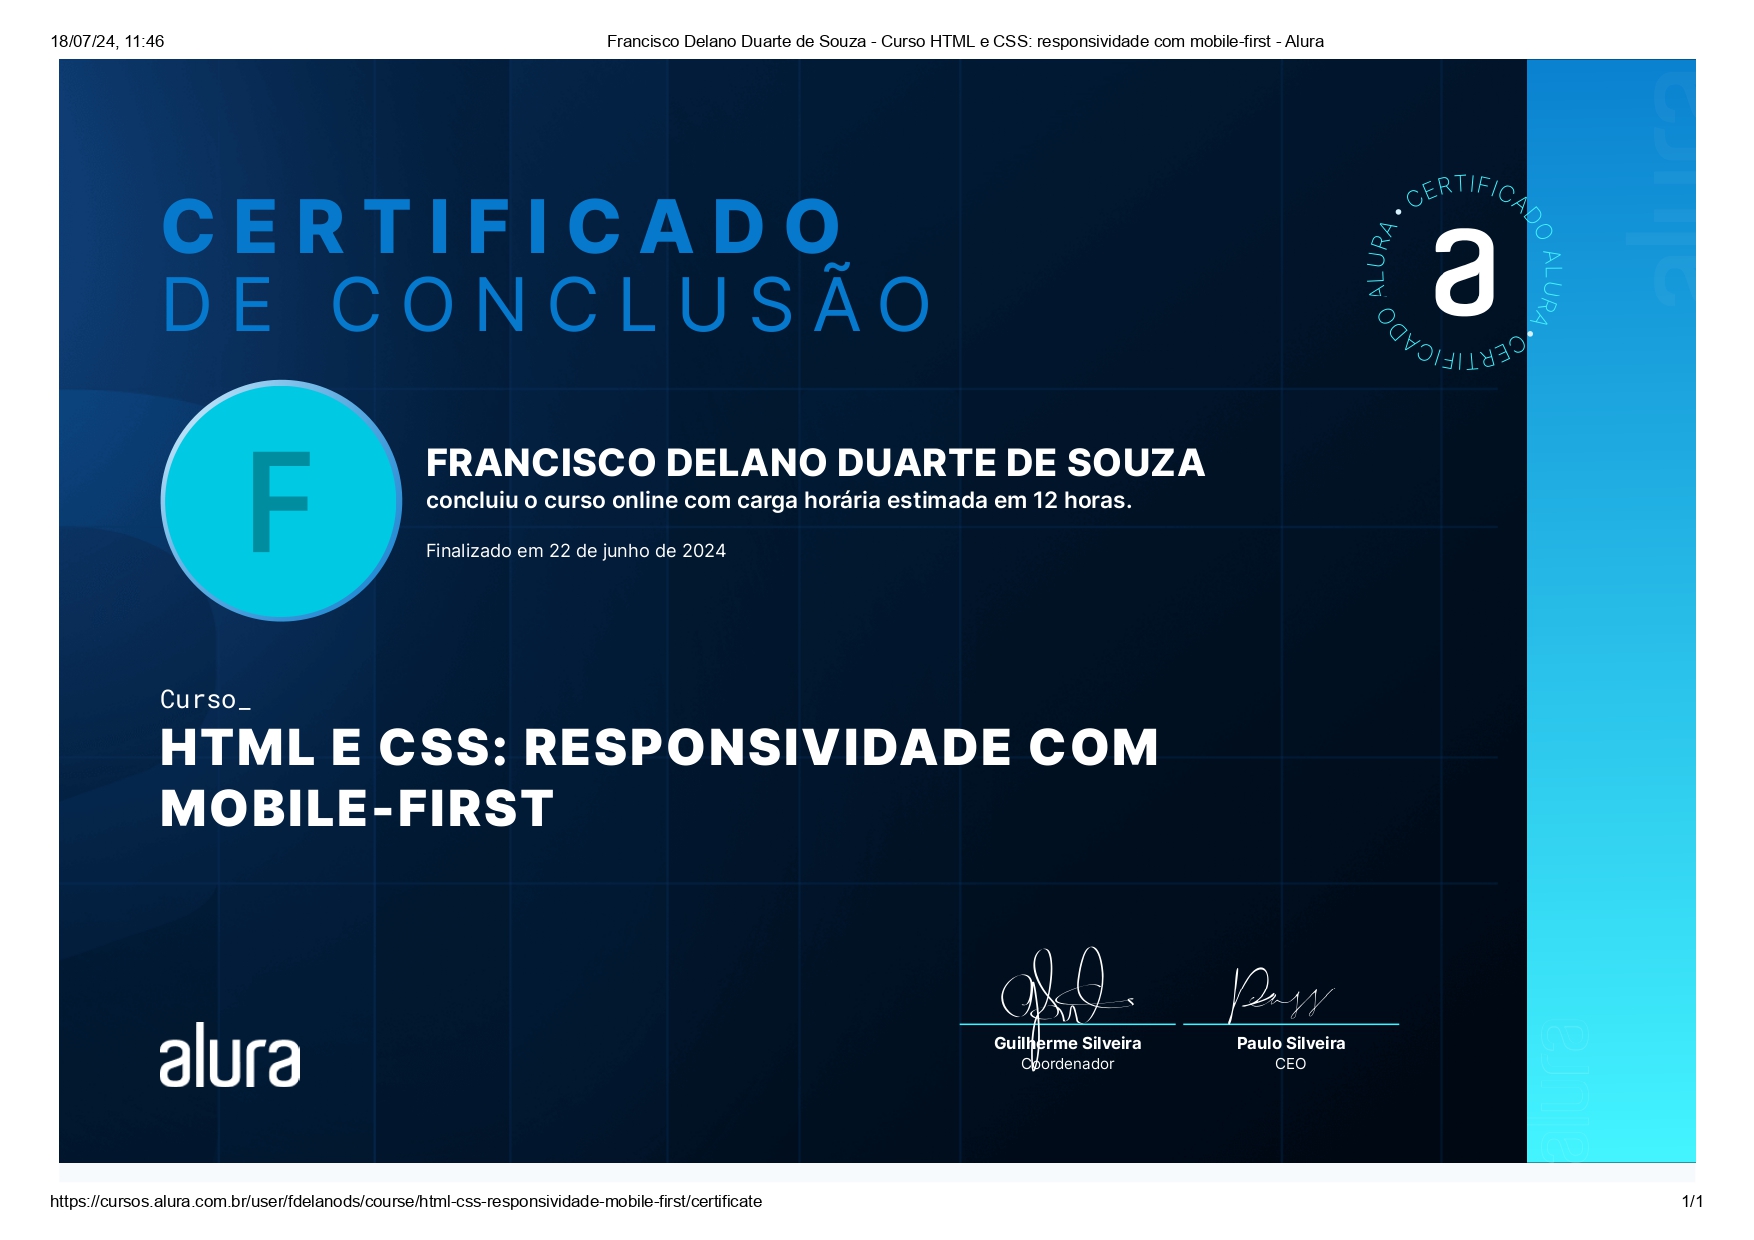 18/07/24, 11:46
Francisco Delano Duarte de Souza - Curso HTML e CSS: responsividade com mobile-first - Alura
CERTIFICADO
DE CONCLUSÃO
CERTIFICADO ALURA • CERTIFICADO ALURA •
a
alura
F
FRANCISCO DELANO DUARTE DE SOUZA
concluiu o curso online com carga horária estimada em 12 horas.
Finalizado em 22 de junho de 2024
Curso_
HTML E CSS: RESPONSIVIDADE COM
MOBILE-FIRST
alura
Guilherme Silveira
Coordenador
Paulo Silveira
CEO
alura
https://cursos.alura.com.br/user/fdelanods/course/html-css-responsividade-mobile-first/certificate
1/1